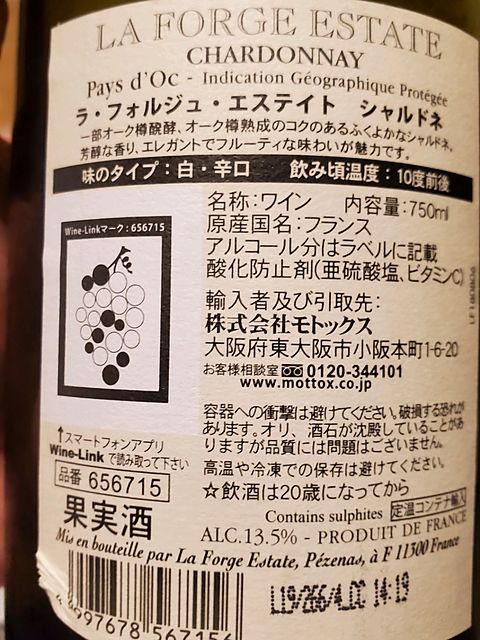 LA FORGE ESTATE
CHARDONNAY
Pays d'Oc - Indication Géographique Protégée
ラ・フォルジュ・エステイト シャルドネ
一部オーク樽醗酵、オーク樽熟成のコクのあるふくよかなシャルドネ。
芳醇な香り、エレガントでフルーティな味わいが魅力です。
味のタイプ：白・辛口 飲み頃温度：10度前後
名称：ワイン 内容量：750ml
原産国名：フランス
アルコール分はラベルに記載
酸化防止剤(亜硫酸塩、ビタミンC)
輸入者及び引取先：
株式会社モトックス
大阪府東大阪市小阪本町1-6-20
お客様相談室 0120-344101
www.mottox.co.jp
Wine-Linkマーク：656715
↑スマートフォンアプリ
Wine-Link で読み取って下さい
品番 656715
果実酒
容器への衝撃は避けてください。破損する恐れが
あります。オリ、酒石が沈殿していることがあ
りますが品質には問題はございません。
高温や冷凍での保存は避けてください。
☆飲酒は20歳になってから
Contains sulphites 定温コンテナ輸入
ALC.13.5% - PRODUIT DE FRANCE
Mis en bouteille par La Forge Estate, Pézenas, à F 11500 France
4 997678 567156
L19/266/4_CC 14:19